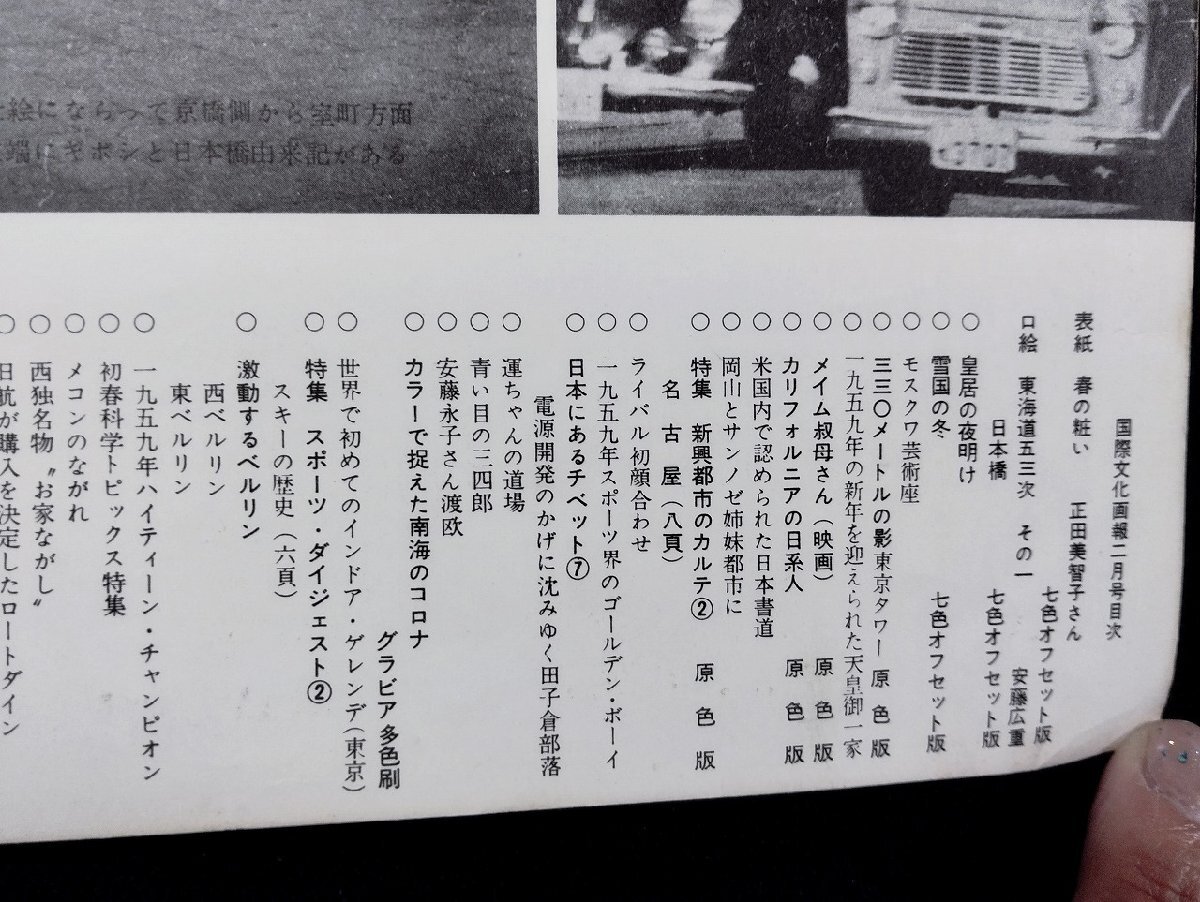 絵にならって京橋側から室町方面
端にギボシと日本橋由来記がある
3701
国際文化画報二月号目次
表紙 春の粧い 正田美智子さん
七色オフセット版
口絵 東海道五三次 その一 安藤広重
日本橋 七色オフセット版
○ 皇居の夜明け
○ 雪国の冬 七色オフセット版
○ モスクワ芸術座
○ 三三〇メートルの影 東京タワー 原色版
○ 一九五九年の新年を迎えられた天皇御一家
○ メイム叔母さん(映画) 原色版
○ カリフォルニアの日系人 原色版
○ 米国内で認められた日本書道
○ 岡山とサンノゼ姉妹都市に
○ 特集 新興都市のカルテ② 原色版
名古屋(八頁)
○ ライバル初顔合わせ
○ 一九五九年スポーツ界のゴールデン・ボーイ
○ 日本にあるチベット⑦
電源開発のかげに沈みゆく田子倉部落
○ 運ちゃんの道場
○ 青い目の三四郎
○ 安藤永子さん渡欧
○ カラーで捉えた南海のコロナ
グラビア多色刷
○ 世界で初めてのインドア・ゲレンデ(東京)
○ 特集 スポーツ・ダイジェスト②
スキーの歴史(六頁)
○ 激動するベルリン
西ベルリン
東ベルリン
○ 一九五九年ハイティーン・チャンピオン
○ 初春科学トピックス特集
○ メコンのながれ
○ 西独名物〝お家ながし〟
○ 日航が購入を決定したロートダイン